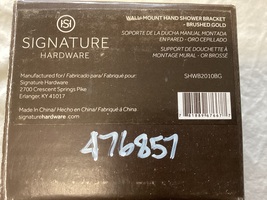 WALL-MOUNT HAND SHOWER BRACKET
- BRUSHED GOLD
SOPORTE DE LA DUCHA MANUAL MONTADA
EN PARED - ORO CEPILLADO
SUPPORT DE DOUCHETTE À
MONTAGE MURAL - OR BROSSÉ
SIGNATURE
HARDWARE
Manufactured for:/ Fabricado para/ Fabriqué pour:
Signature Hardware
2700 Crescent Springs Pike
Erlanger, KY 41017
SHWB2010BG
Made In China/ Hecho en China/ Fabriqué à China
signaturehardware.com
476857